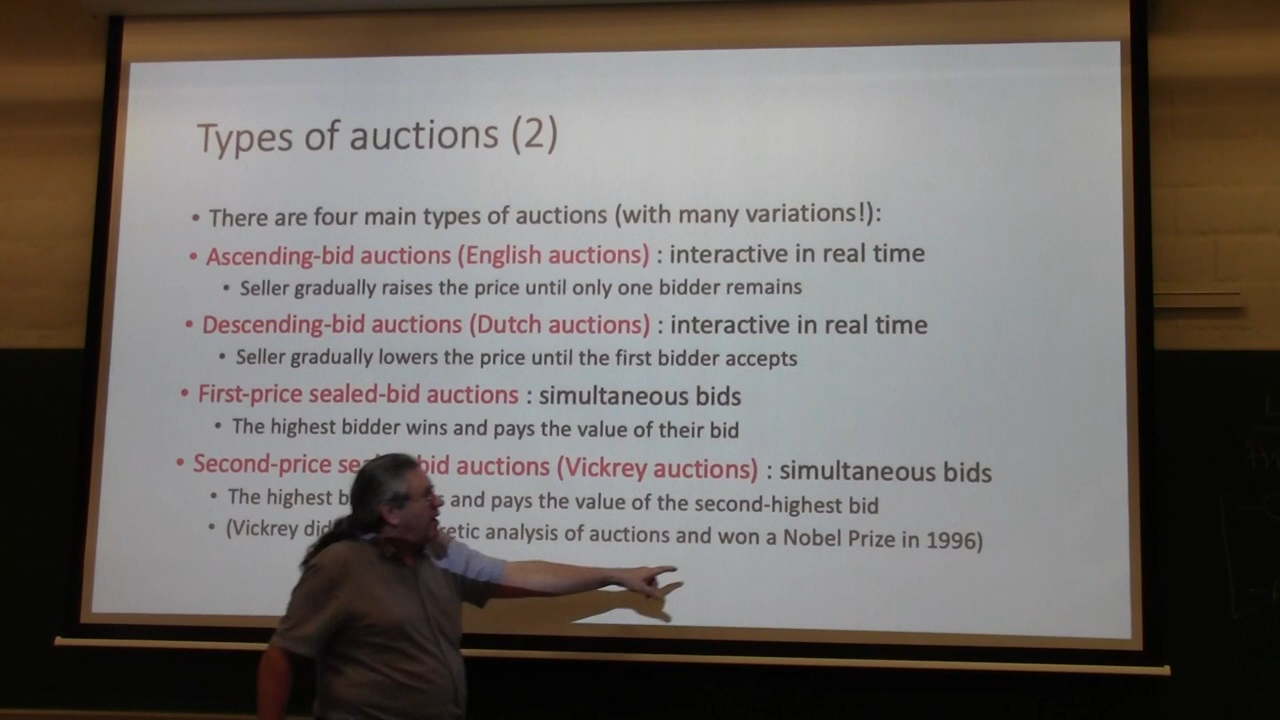 Types of auctions (2)
• There are four main types of auctions (with many variations!):
• Ascending-bid auctions (English auctions) : interactive in real time
• Seller gradually raises the price until only one bidder remains
• Descending-bid auctions (Dutch auctions) : interactive in real time
• Seller gradually lowers the price until the first bidder accepts
• First-price sealed-bid auctions : simultaneous bids
• The highest bidder wins and pays the value of their bid
• Second-price bid auctions (Vickrey auctions) : simultaneous bids
• The highest and pays the value of the second-highest bid
• (Vickrey did analysis of auctions and won a Nobel Prize in 1996)